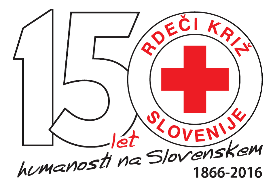 150
RDEČI KRIŽ
SLOVENIJE
let
humanosti na Slovenskem
1866-2016